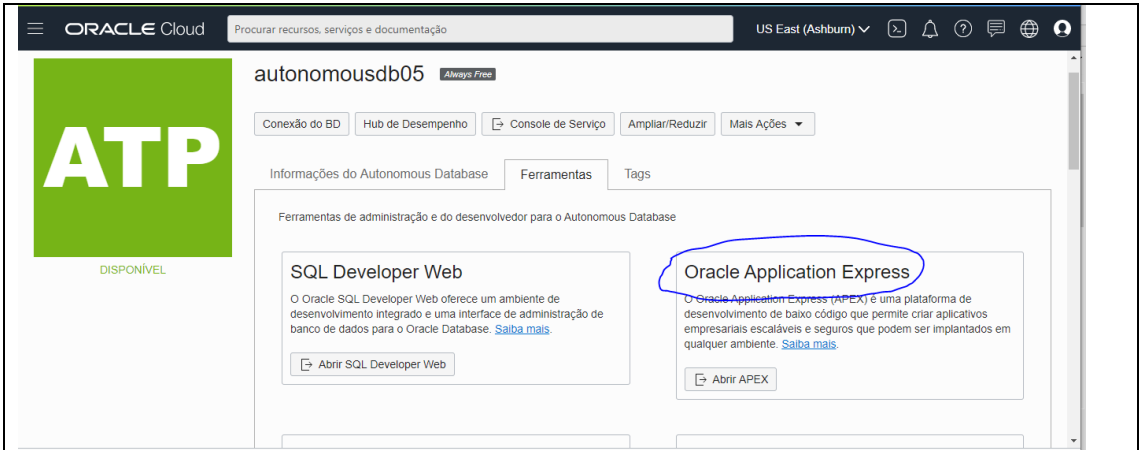 ORACLE Cloud
Procurar recursos, serviços e documentação
US East (Ashburn)
ATP
DISPONÍVEL
autonomousdb05 Always Free
Conexão do BD
Hub de Desempenho
Console de Serviço
Ampliar/Reduzir
Mais Ações
Informações do Autonomous Database
Ferramentas
Tags
Ferramentas de administração e do desenvolvedor para o Autonomous Database
SQL Developer Web
O Oracle SQL Developer Web oferece um ambiente de
desenvolvimento integrado e uma interface de administração de
banco de dados para o Oracle Database. Saiba mais.
Abrir SQL Developer Web
Oracle Application Express
O Oracle Application Express (APEX) é uma plataforma de
desenvolvimento de baixo código que permite criar aplicativos
empresariais escaláveis e seguros que podem ser implantados em
qualquer ambiente. Saiba mais.
Abrir APEX